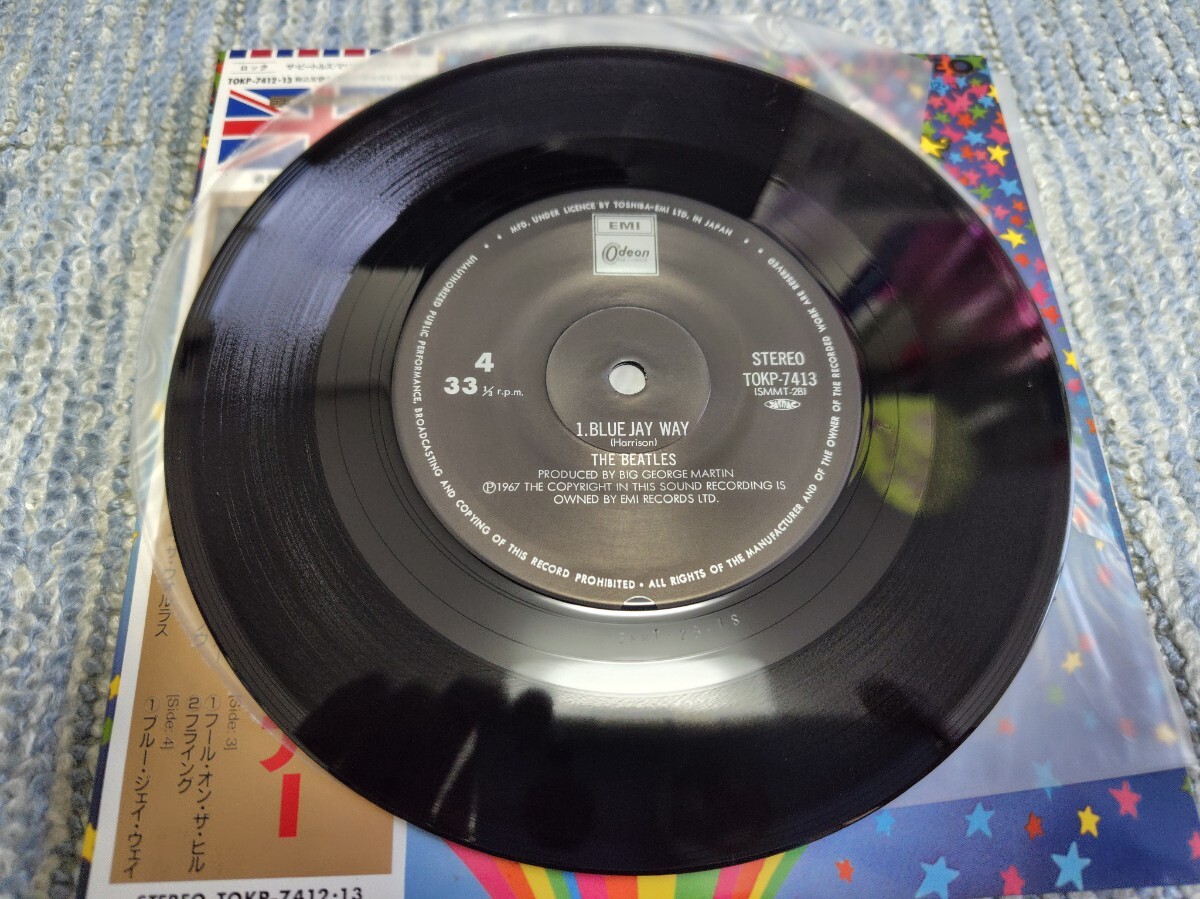 ロック
TOKP-7412·13
EMI
Odeon
• MFD. UNDER LICENCE BY TOSHIBA-EMI LTD. IN JAPAN •
UNAUTHORIZED PUBLIC PERFORMANCE, BROADCASTING AND COPYING OF THIS RECORD PROHIBITED • ALL RIGHTS OF THE MANUFACTURER AND OF THE OWNER OF THE RECORDED WORK ARE RESERVED
4
33 1/3 r.p.m.
STEREO
TOKP-7413
(SMMT-2B)
1.BLUE JAY WAY
(Harrison)
THE BEATLES
PRODUCED BY BIG GEORGE MARTIN
Ⓟ1967 THE COPYRIGHT IN THIS SOUND RECORDING IS
OWNED BY EMI RECORDS LTD.
[Side: 3]
①フール・オン・ザ・ヒル
2フライング
[Side: 4]
①ブルー・ジェイ・ウェイ
STEREO TOKP-7412·13